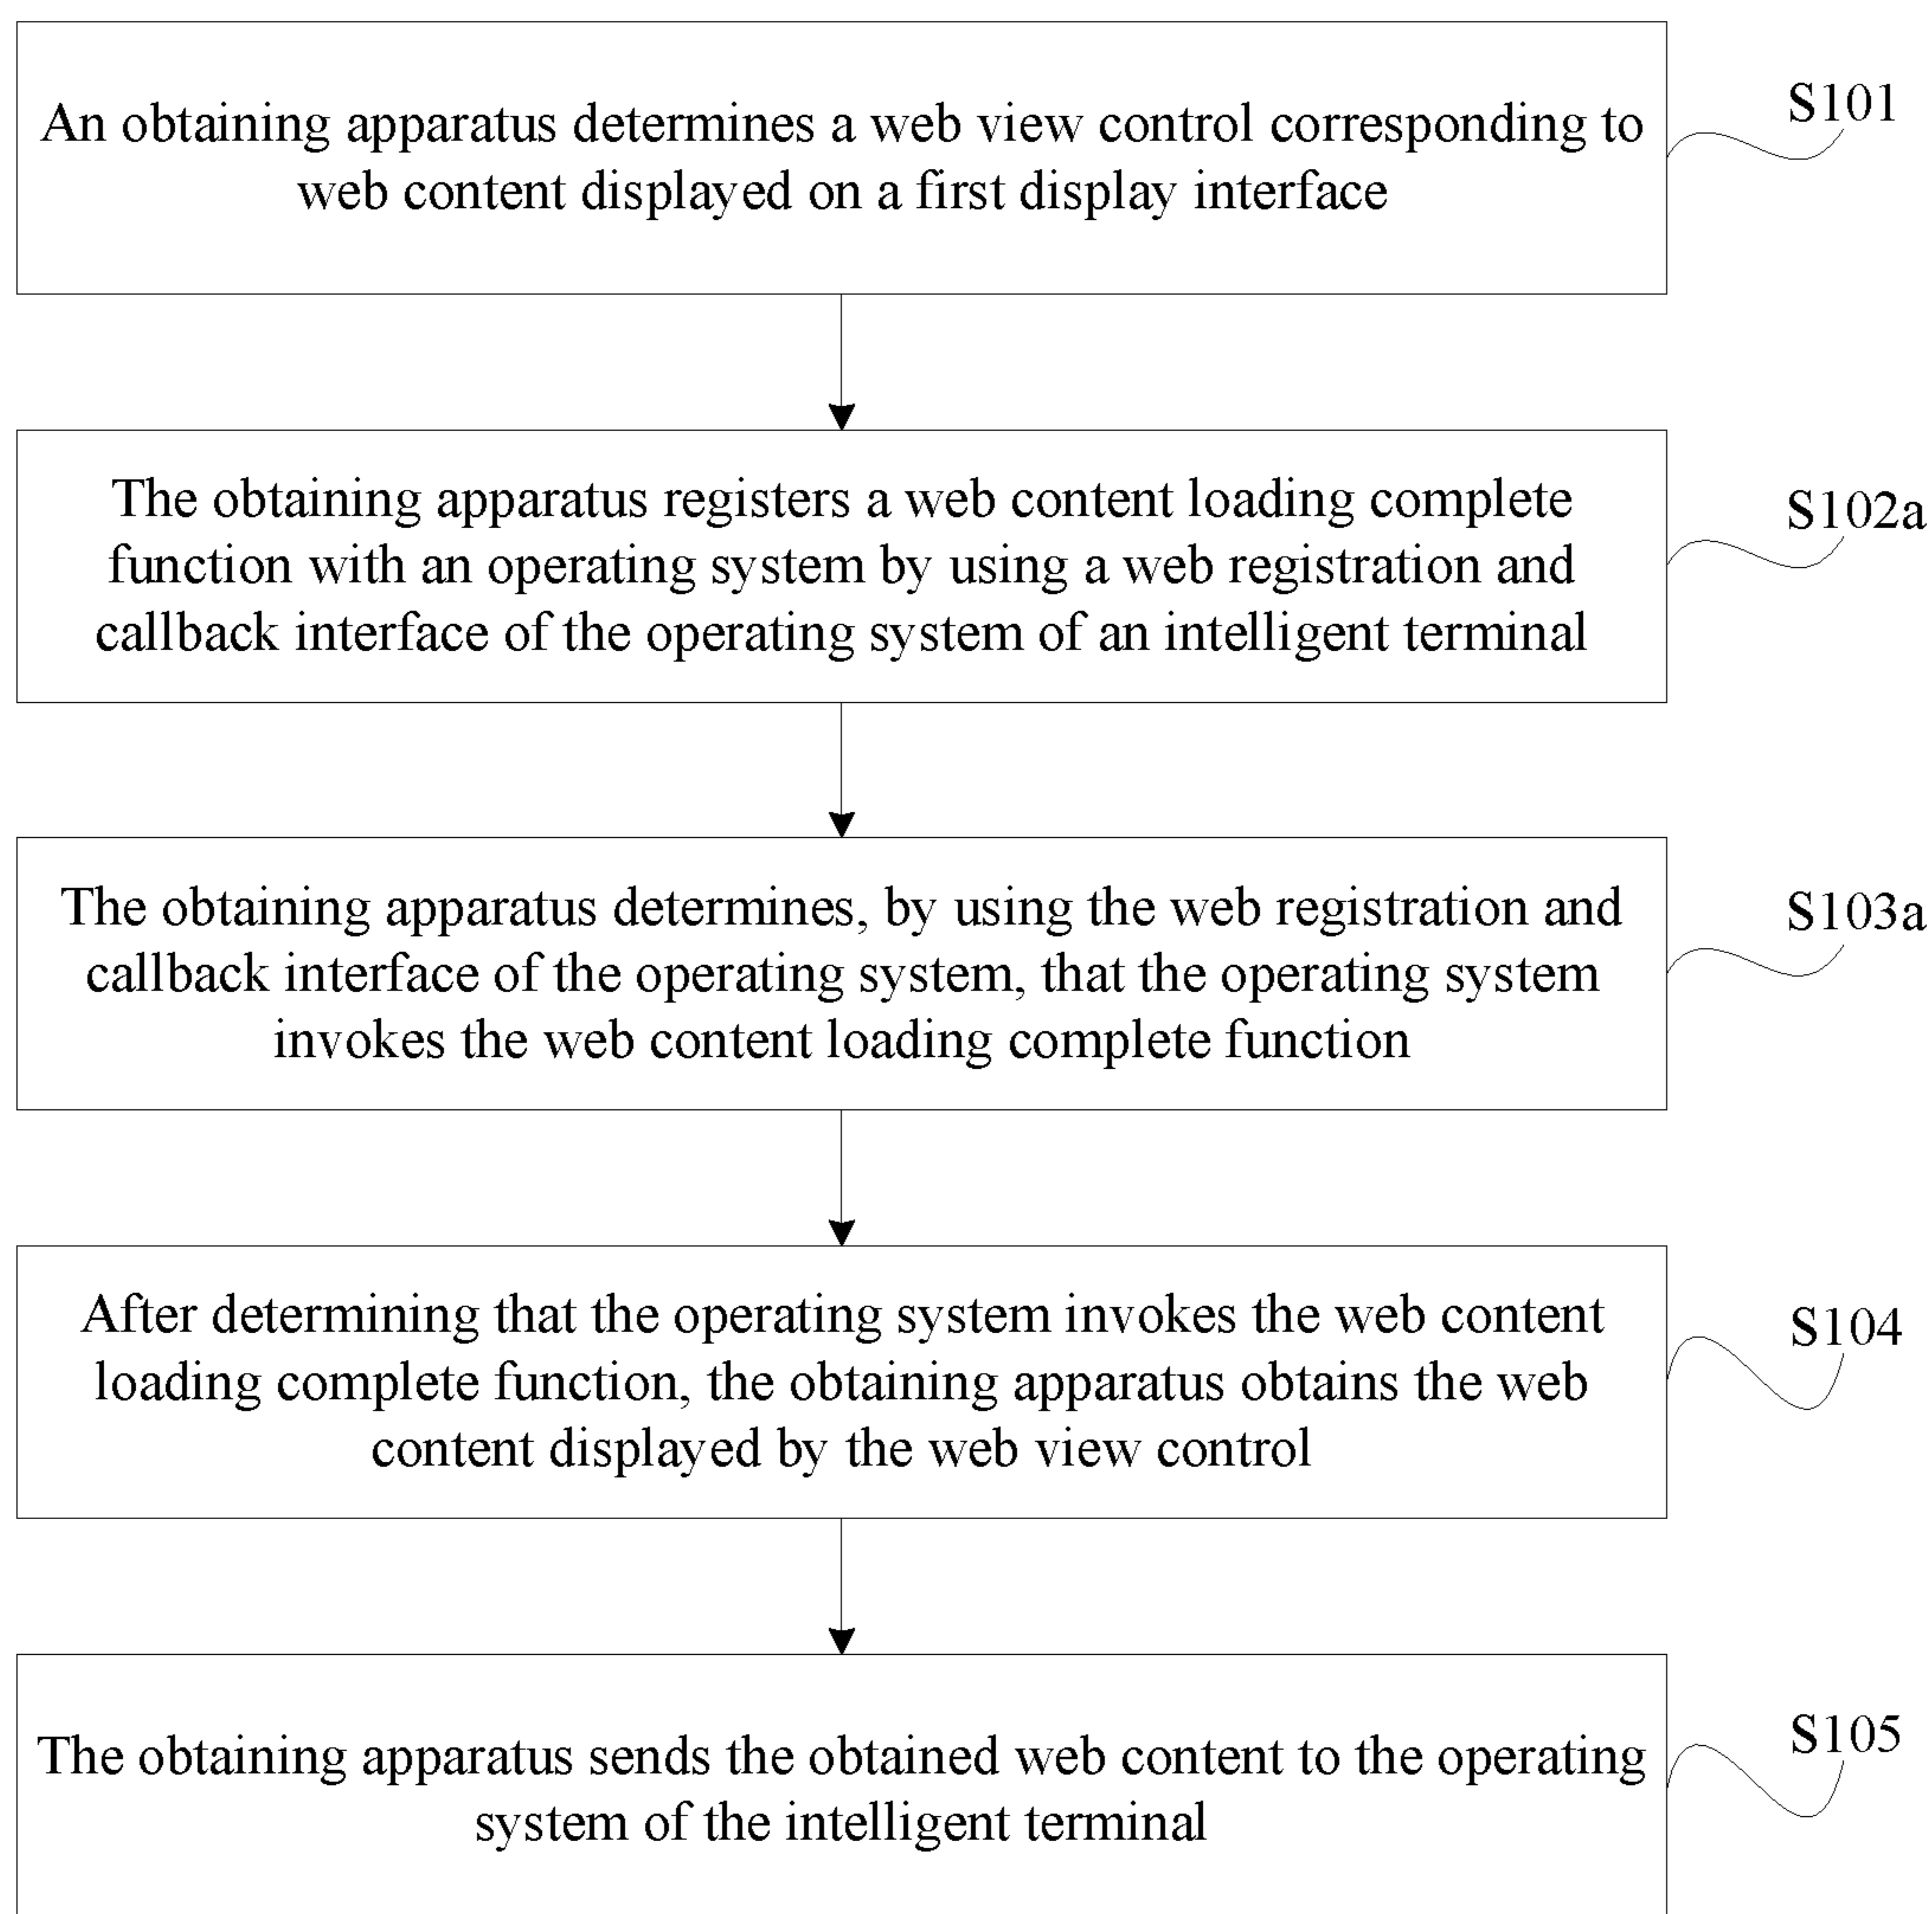 An obtaining apparatus determines a web view control corresponding to
web content displayed on a first display interface
S101
The obtaining apparatus registers a web content loading complete
function with an operating system by using a web registration and
callback interface of the operating system of an intelligent terminal
S102a
The obtaining apparatus determines, by using the web registration and
callback interface of the operating system, that the operating system
invokes the web content loading complete function
S103a
After determining that the operating system invokes the web content
loading complete function, the obtaining apparatus obtains the web
content displayed by the web view control
S104
The obtaining apparatus sends the obtained web content to the operating
system of the intelligent terminal
S105